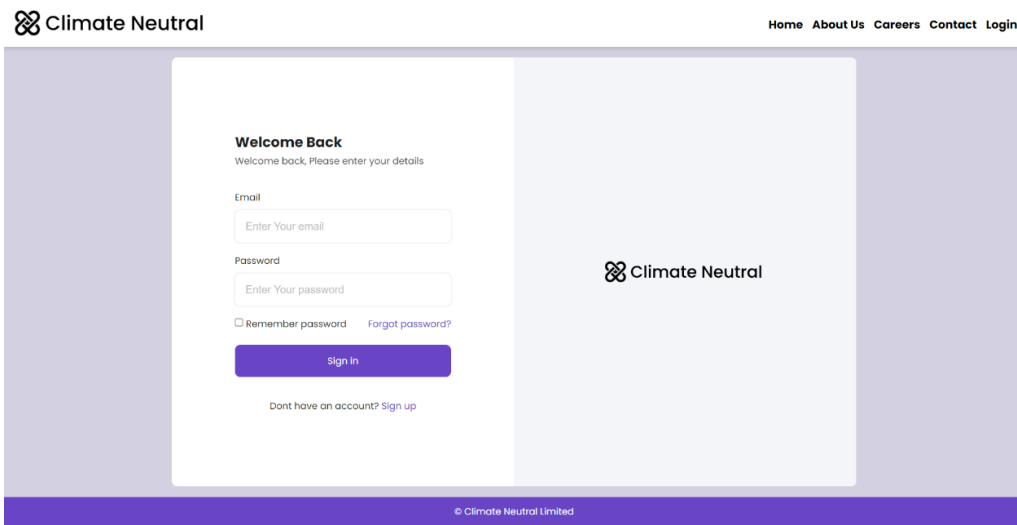 Climate Neutral
Home About Us Careers Contact Login
Welcome Back
Welcome back, Please enter your details
Email
Enter Your email
Password
Enter Your password
Remember password Forgot password?
Sign in
Dont have an account? Sign up
Climate Neutral
© Climate Neutral Limited